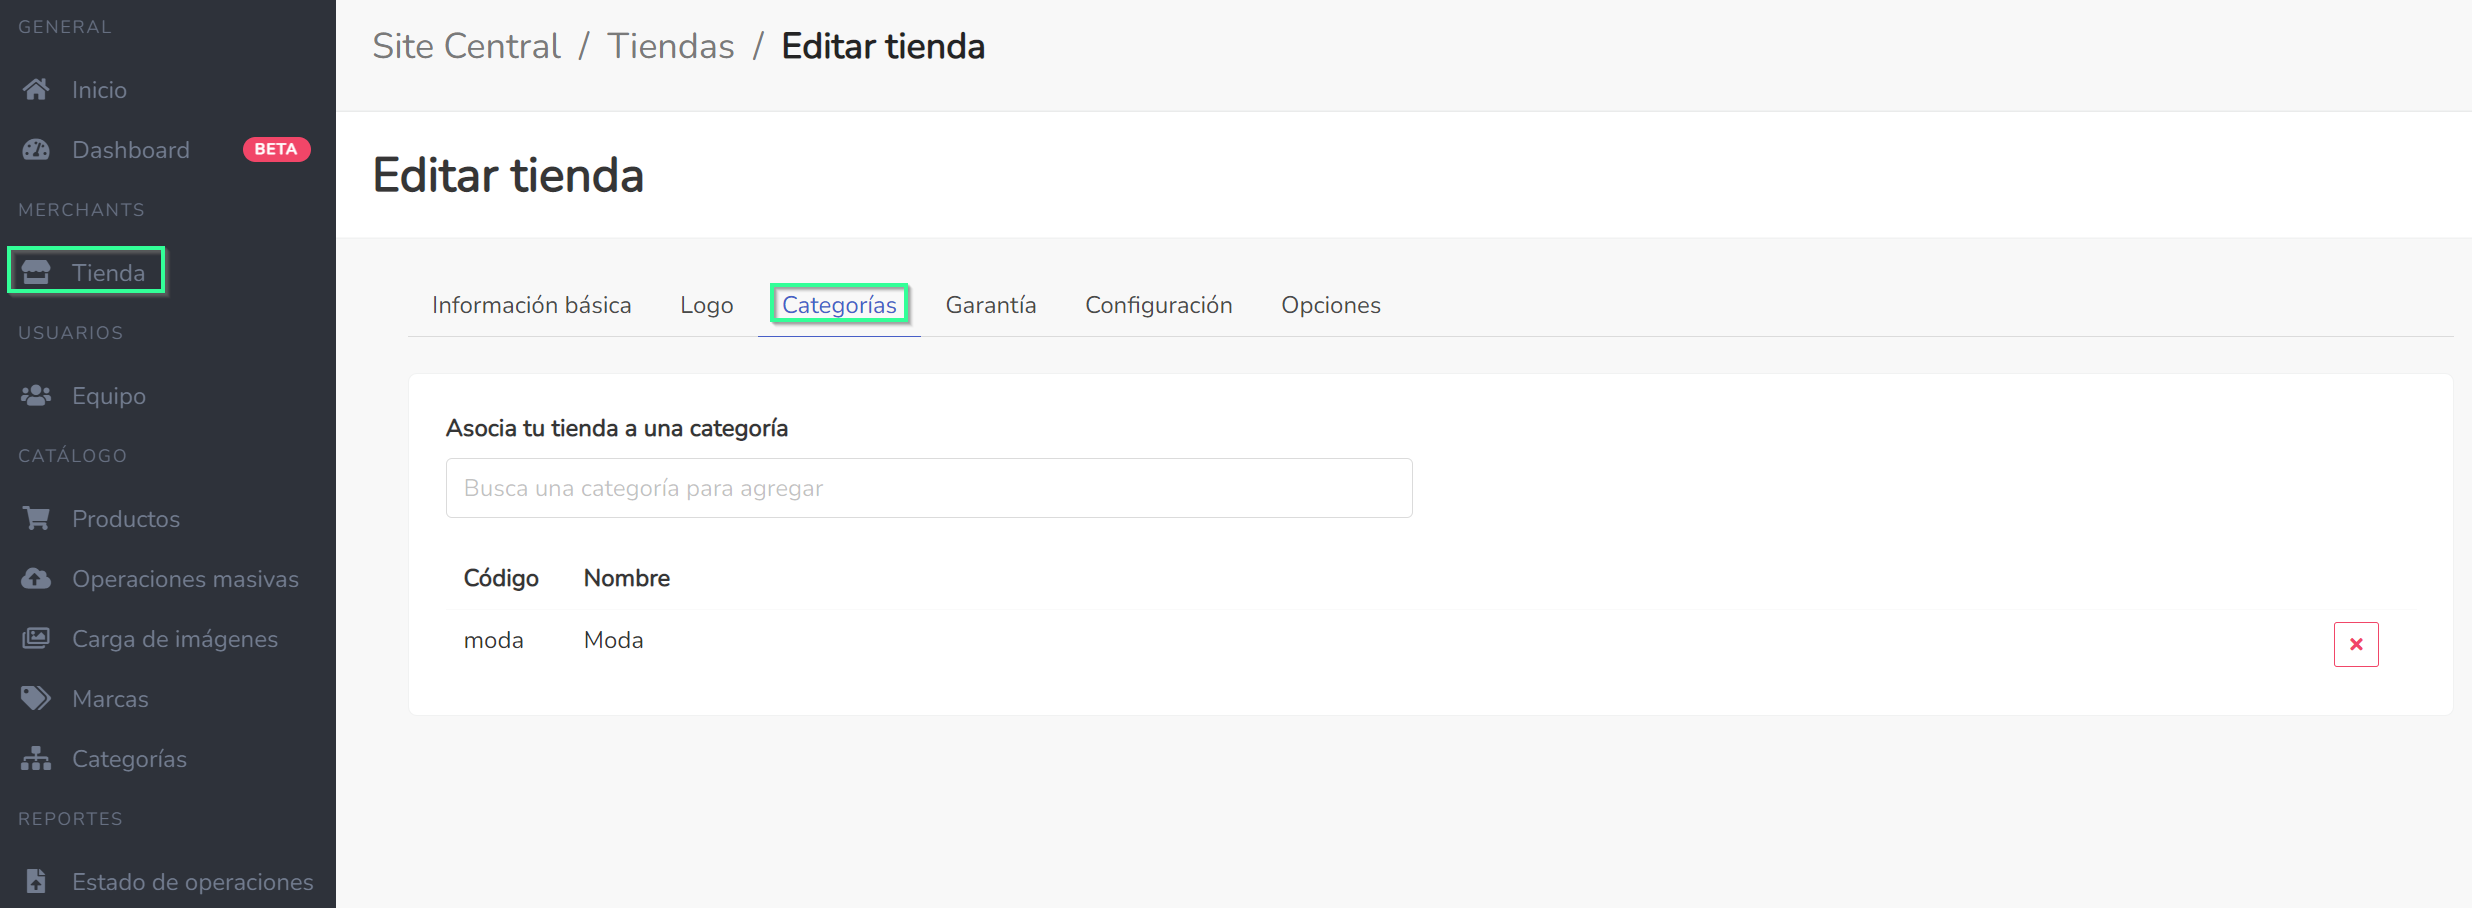 GENERAL
Inicio
Dashboard BETA
MERCHANTS
Tienda
USUARIOS
Equipo
CATÁLOGO
Productos
Operaciones masivas
Carga de imágenes
Marcas
Categorías
REPORTES
Estado de operaciones
Site Central / Tiendas / Editar tienda
Editar tienda
Información básica Logo Categorías Garantía Configuración Opciones
Asocia tu tienda a una categoría
Busca una categoría para agregar
Código Nombre
moda Moda